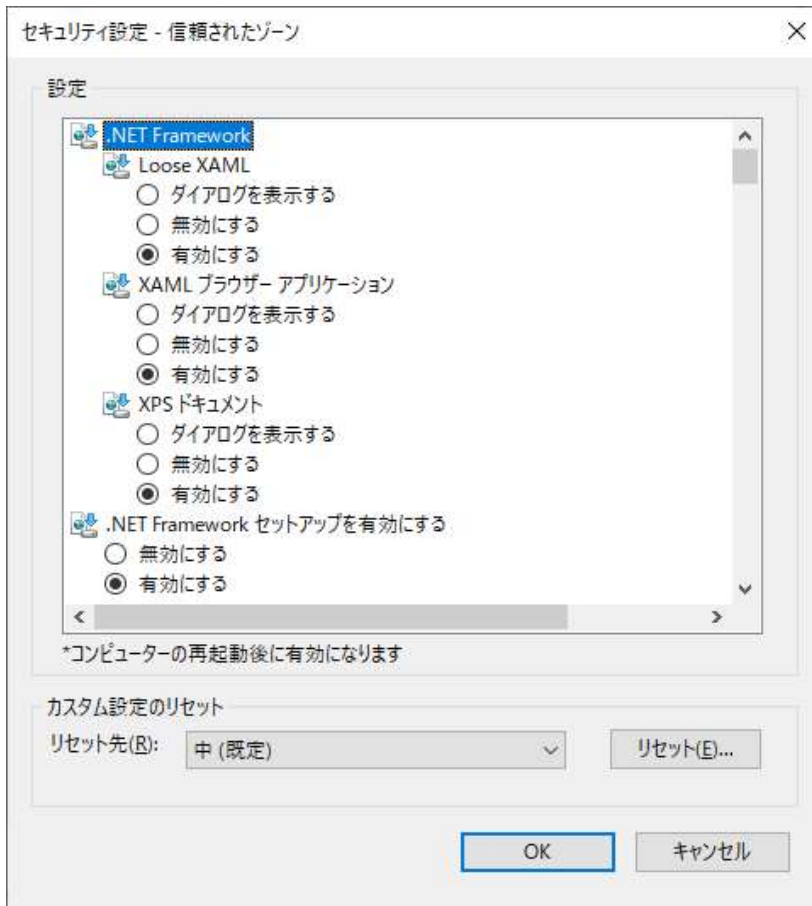 セキュリティ設定 - 信頼されたゾーン
設定
.NET Framework
Loose XAML
ダイアログを表示する
無効にする
有効にする
XAML ブラウザー アプリケーション
ダイアログを表示する
無効にする
有効にする
XPS ドキュメント
ダイアログを表示する
無効にする
有効にする
.NET Framework セットアップを有効にする
無効にする
有効にする
*コンピューターの再起動後に有効になります
カスタム設定のリセット
リセット先(R): 中 (既定) リセット(E)...
OK キャンセル